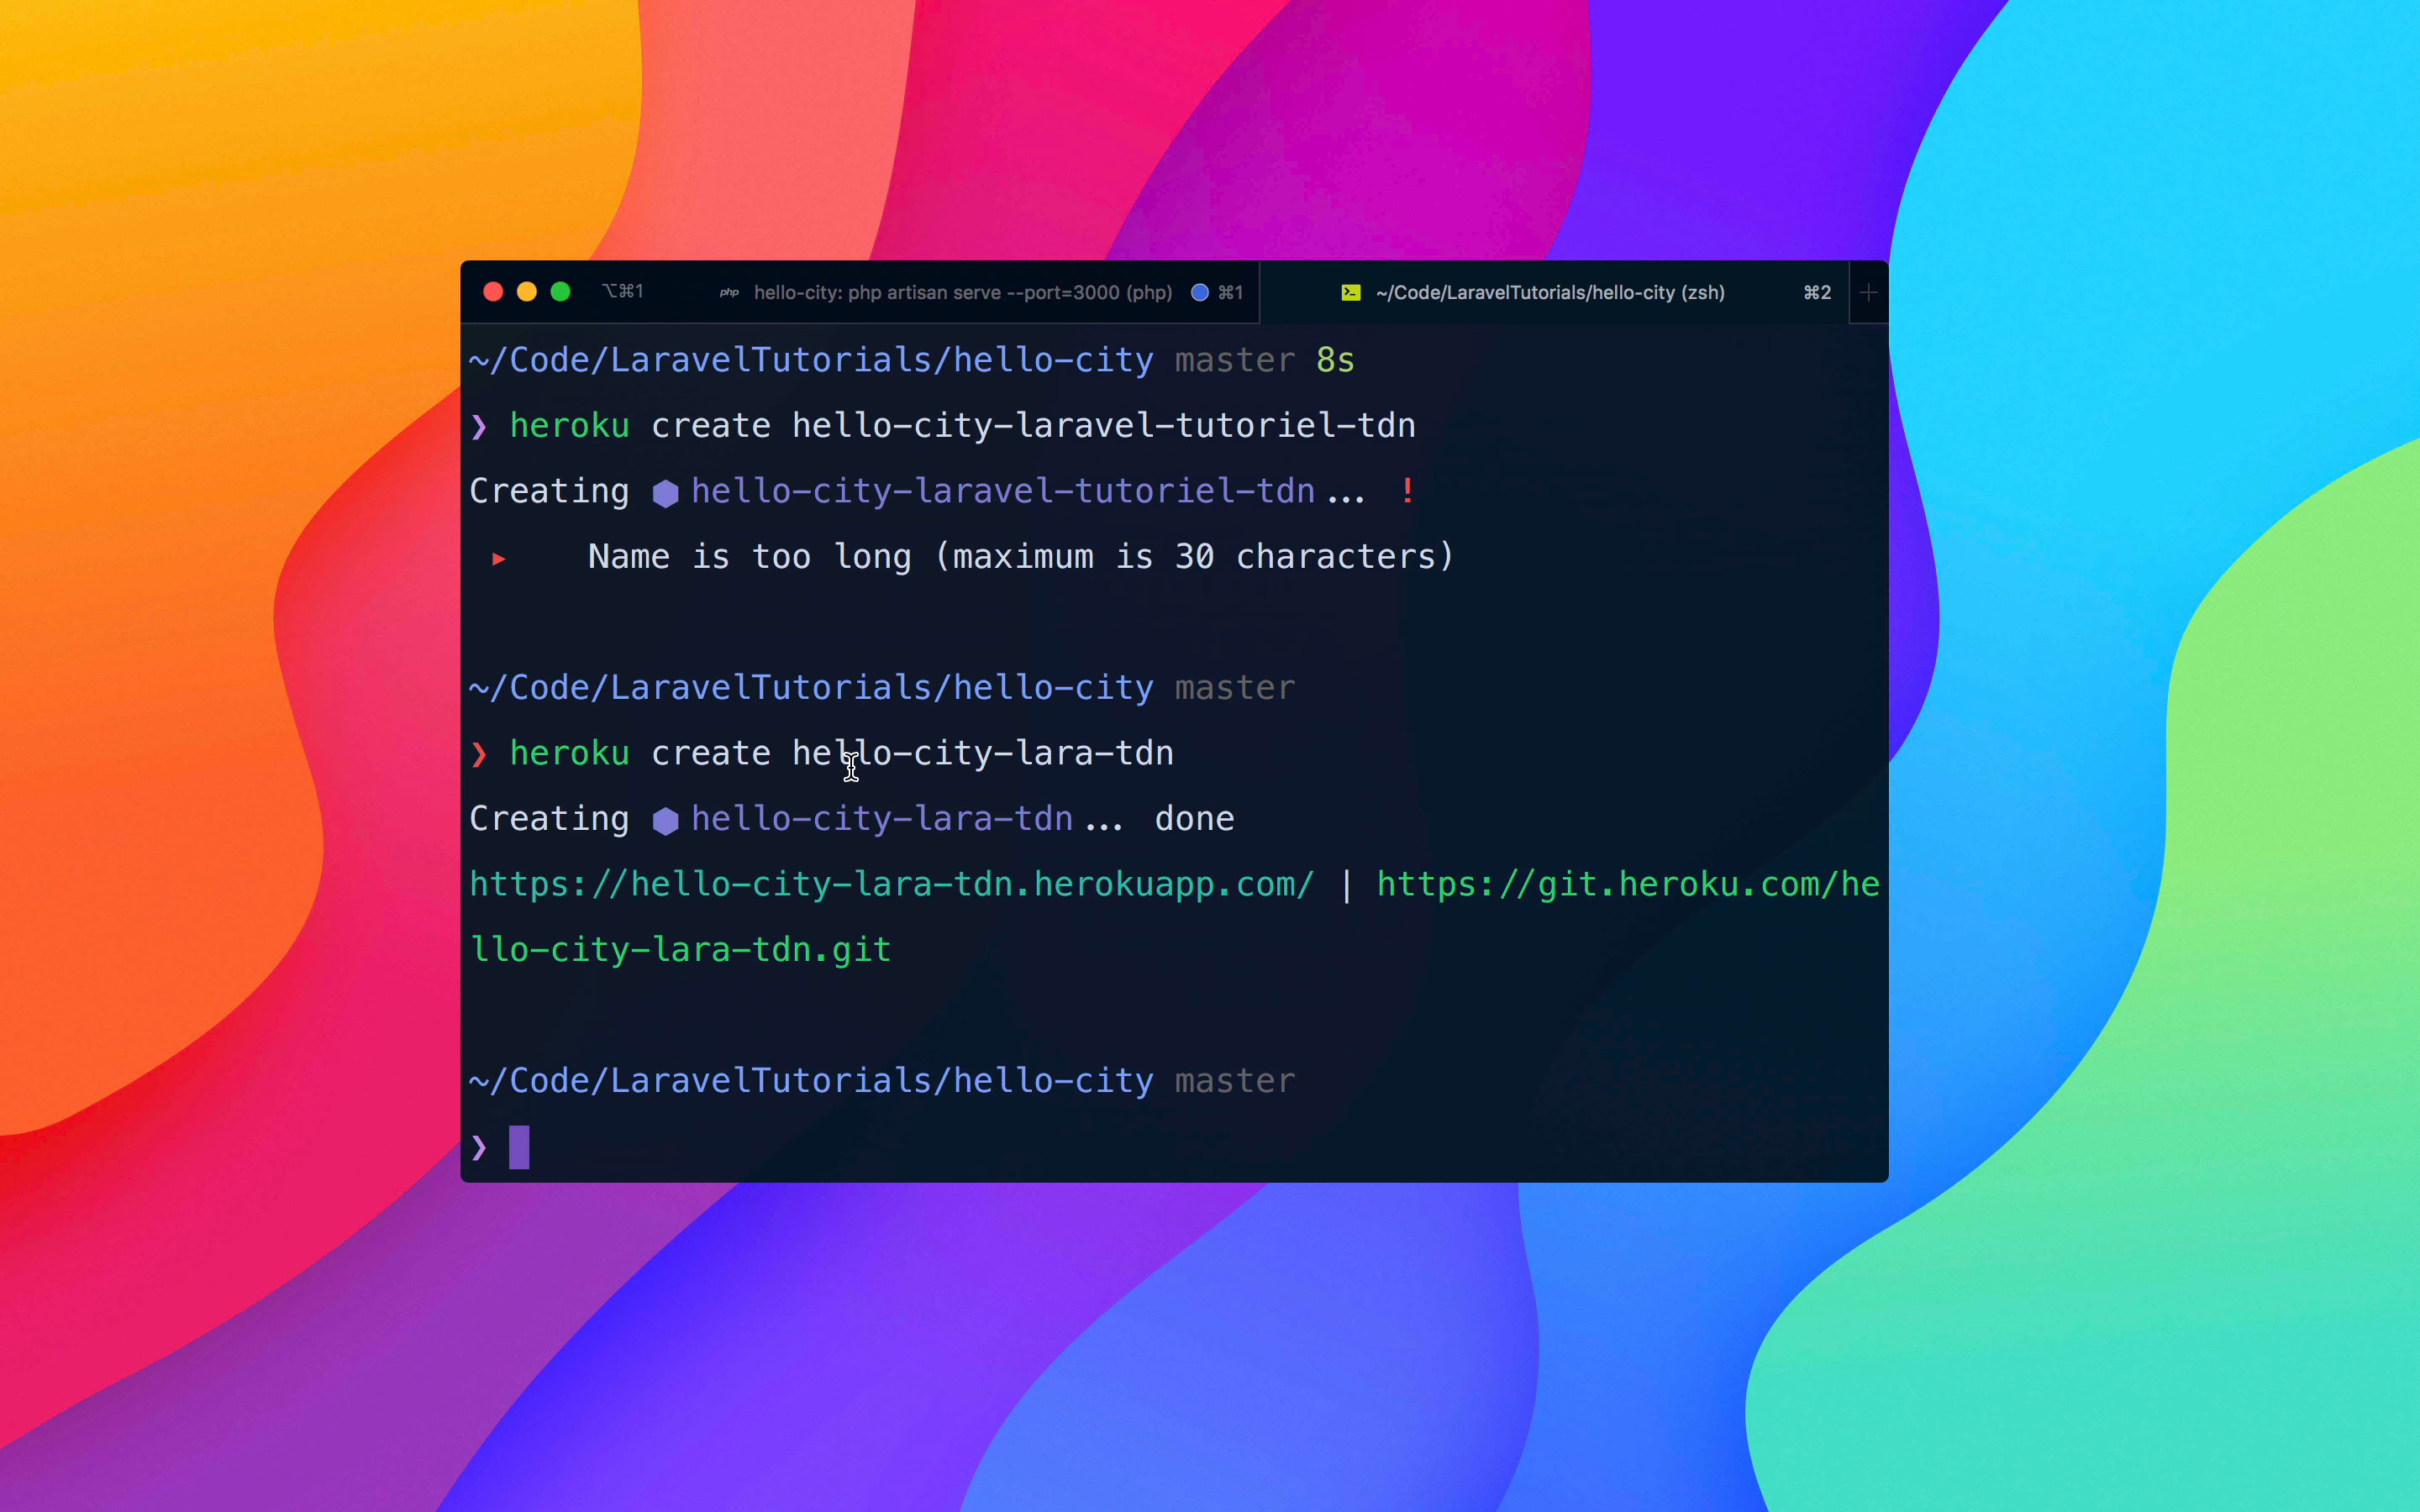 ⌥⌘1 php hello-city: php artisan serve --port=3000 (php) ⌘1 ~/Code/LaravelTutorials/hello-city (zsh) ⌘2 +
~/Code/LaravelTutorials/hello-city master 8s
❯ heroku create hello-city-laravel-tutoriel-tdn
Creating ⬢ hello-city-laravel-tutoriel-tdn... !
▸    Name is too long (maximum is 30 characters)
~/Code/LaravelTutorials/hello-city master
❯ heroku create hello-city-lara-tdn
Creating ⬢ hello-city-lara-tdn... done
https://hello-city-lara-tdn.herokuapp.com/ | https://git.heroku.com/he
llo-city-lara-tdn.git
~/Code/LaravelTutorials/hello-city master
❯